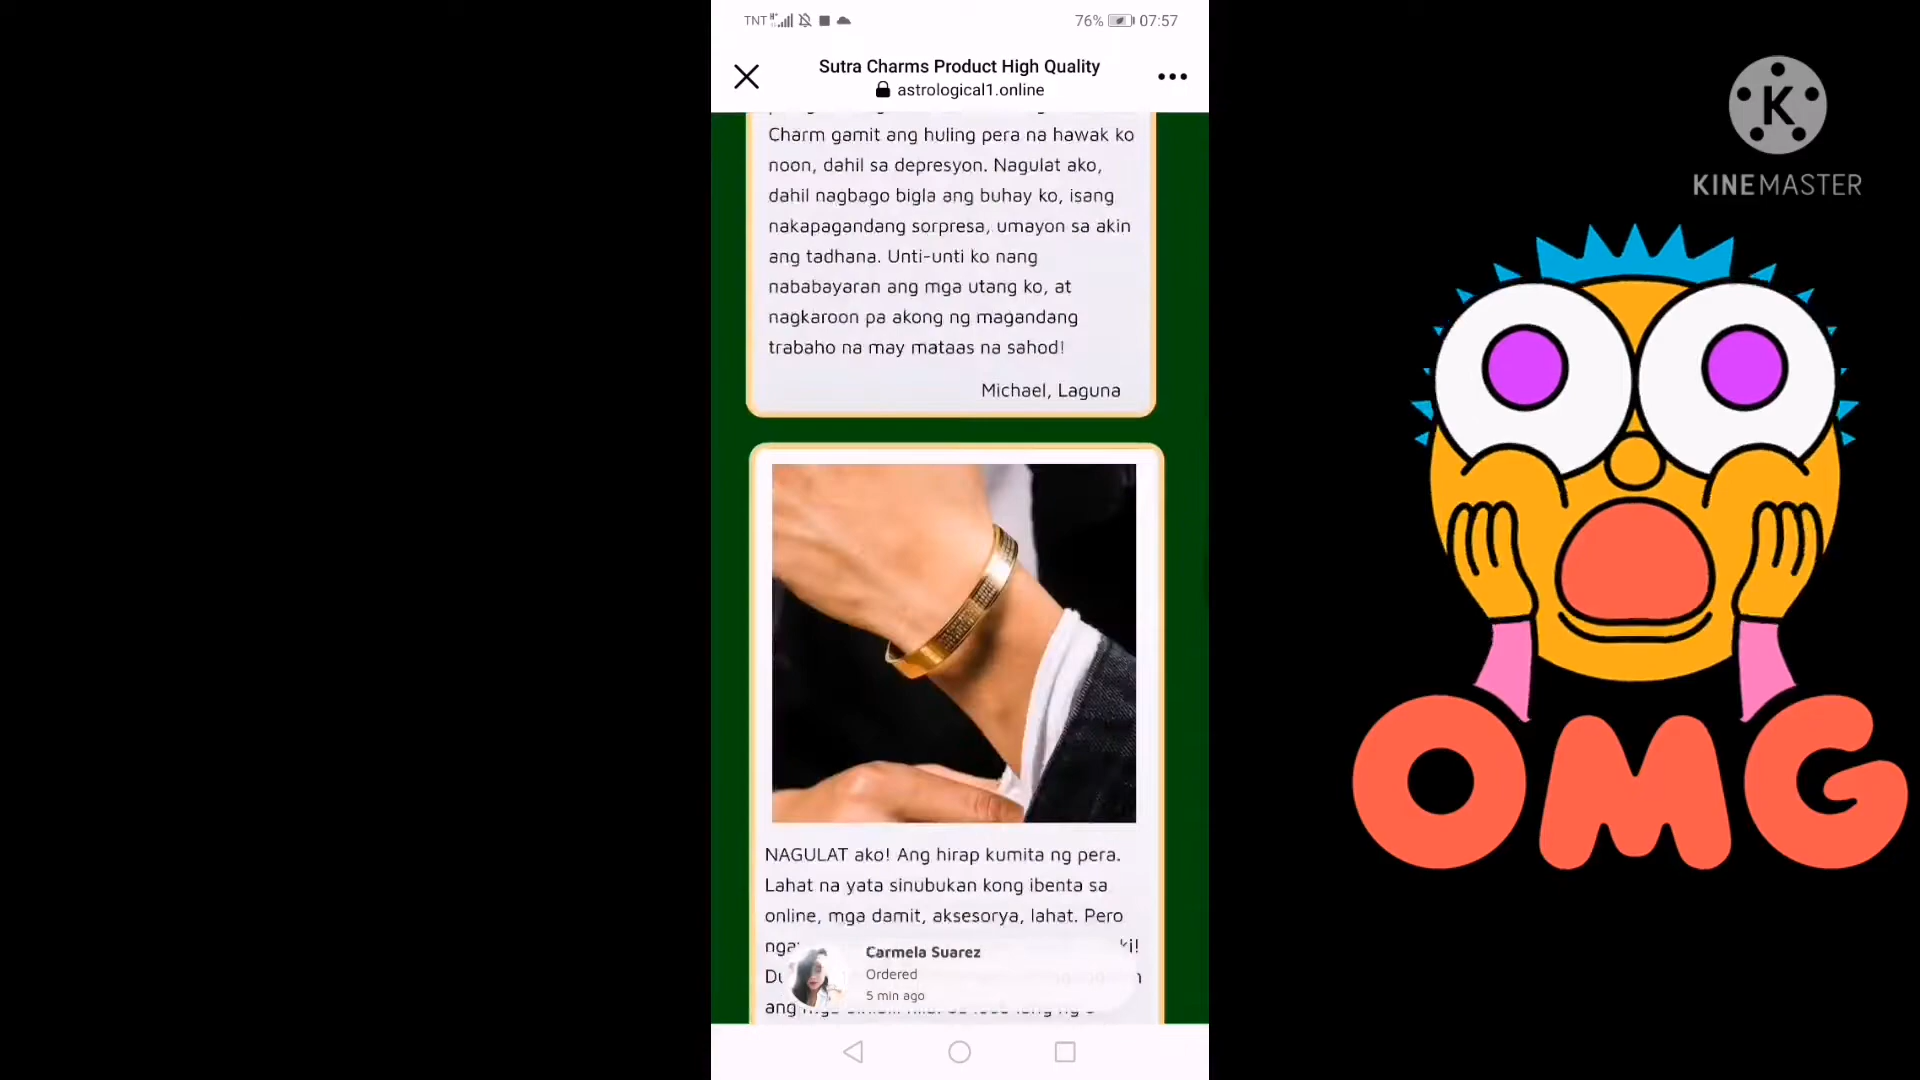 TNT
76% 07:57
Sutra Charms Product High Quality
astrological1.online
Charm gamit ang huling pera na hawak ko
noon, dahil sa depresyon. Nagulat ako,
dahil nagbago bigla ang buhay ko, isang
nakapagandang sorpresa, umayon sa akin
ang tadhana. Unti-unti ko nang
nababayaran ang mga utang ko, at
nagkaroon pa akong ng magandang
trabaho na may mataas na sahod!
Michael, Laguna
NAGULAT ako! Ang hirap kumita ng pera.
Lahat na yata sinubukan kong ibenta sa
online, mga damit, aksesorya, lahat. Pero
Carmela Suarez
Ordered
5 min ago
ang
K
KINEMASTER
OMG